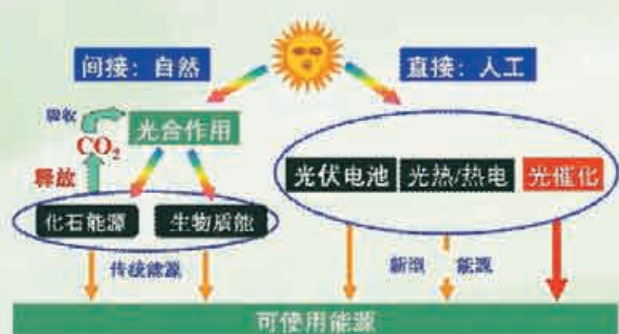 间接：自然
直接：人工
吸收
光合作用
CO₂
释放
光伏电池
光热/热电
光催化
化石能源
生物质能
传统能源
新型 能源
可使用能源